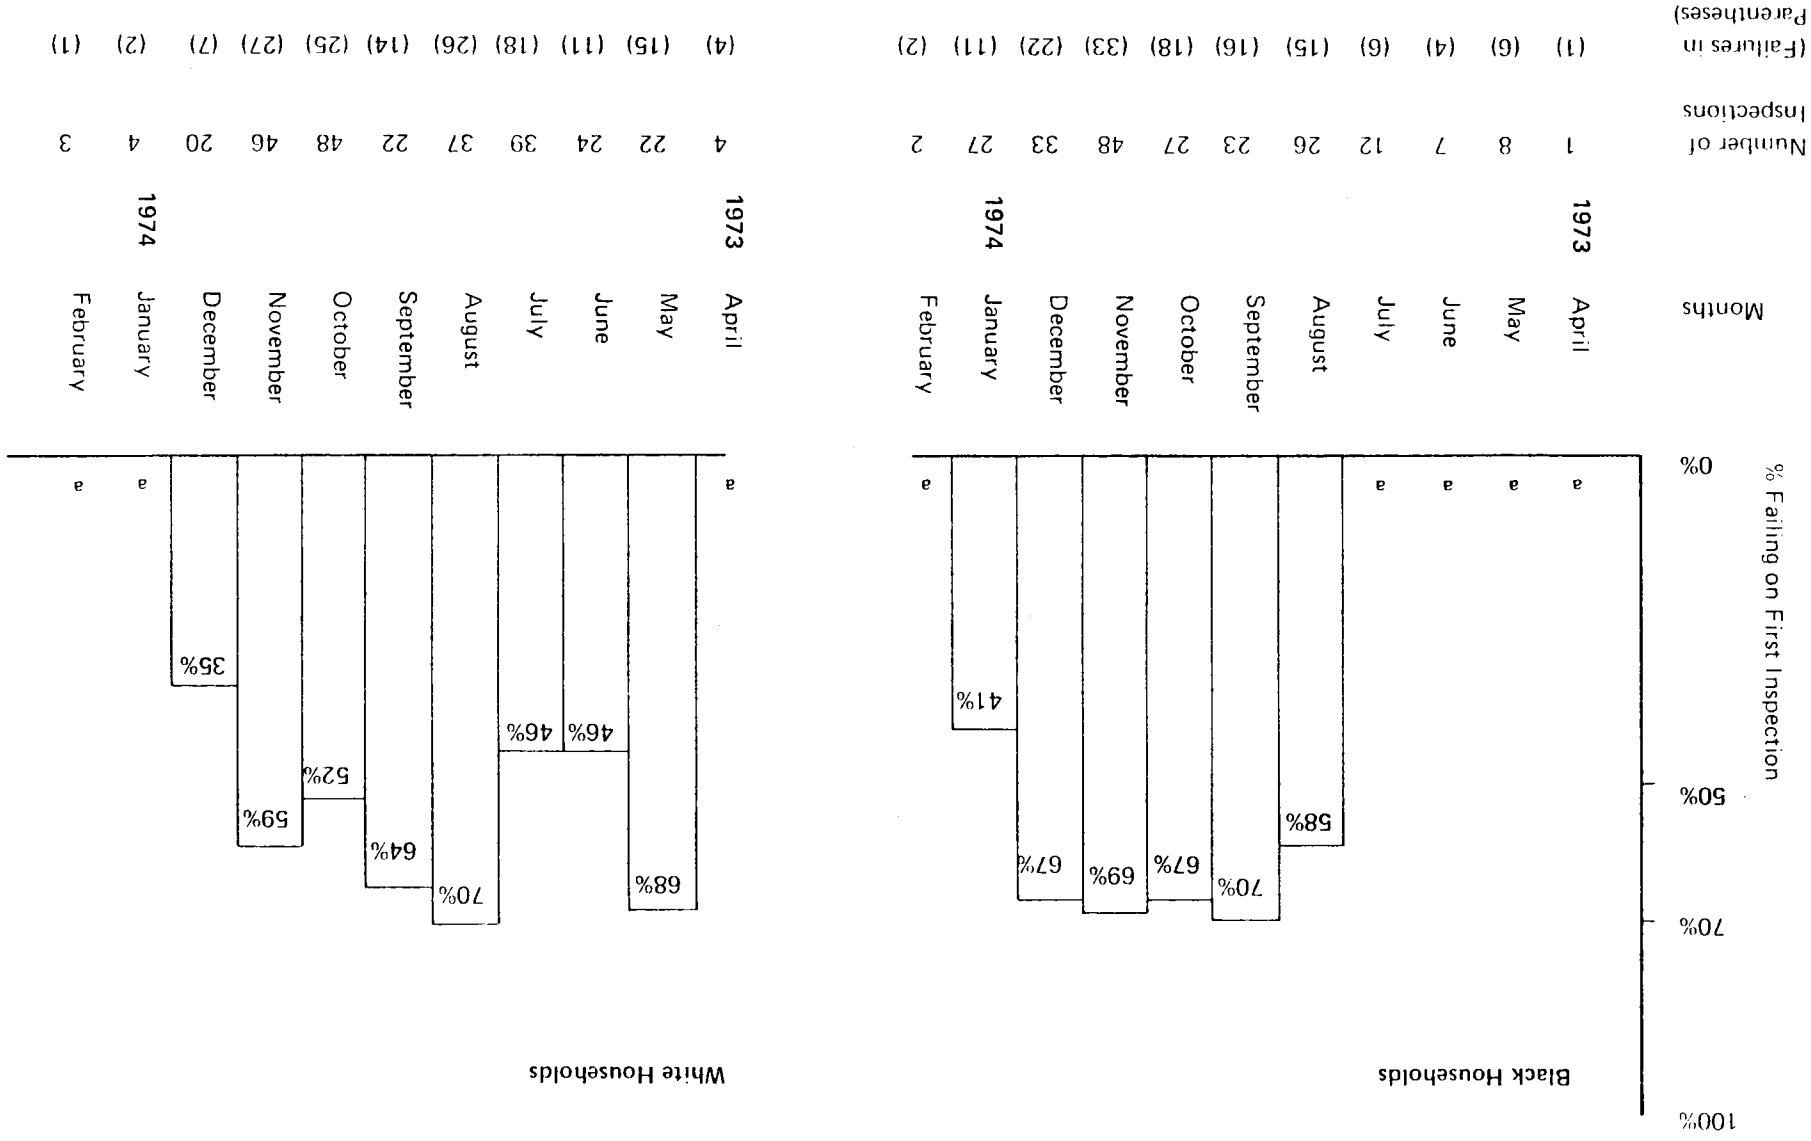 100%
Black Households
White Households
70%
50%
0%
% Failing on First Inspection
58%
70%
67%
69%
67%
41%
68%
46%
46%
70%
64%
52%
59%
35%
a a a a a
a a a
Months
April
May
June
July
August
September
October
November
December
January
February
April
May
June
July
August
September
October
November
December
January
February
1973
1974
1973
1974
Number of
Inspections
1 8 7 12 26 23 27 48 33 27 2
4 22 24 39 37 22 48 46 20 4 3
(Failures in
Parentheses)
(1) (6) (4) (6) (15) (16) (18) (33) (22) (11) (2)
(4) (15) (11) (18) (26) (14) (25) (27) (7) (2) (1)